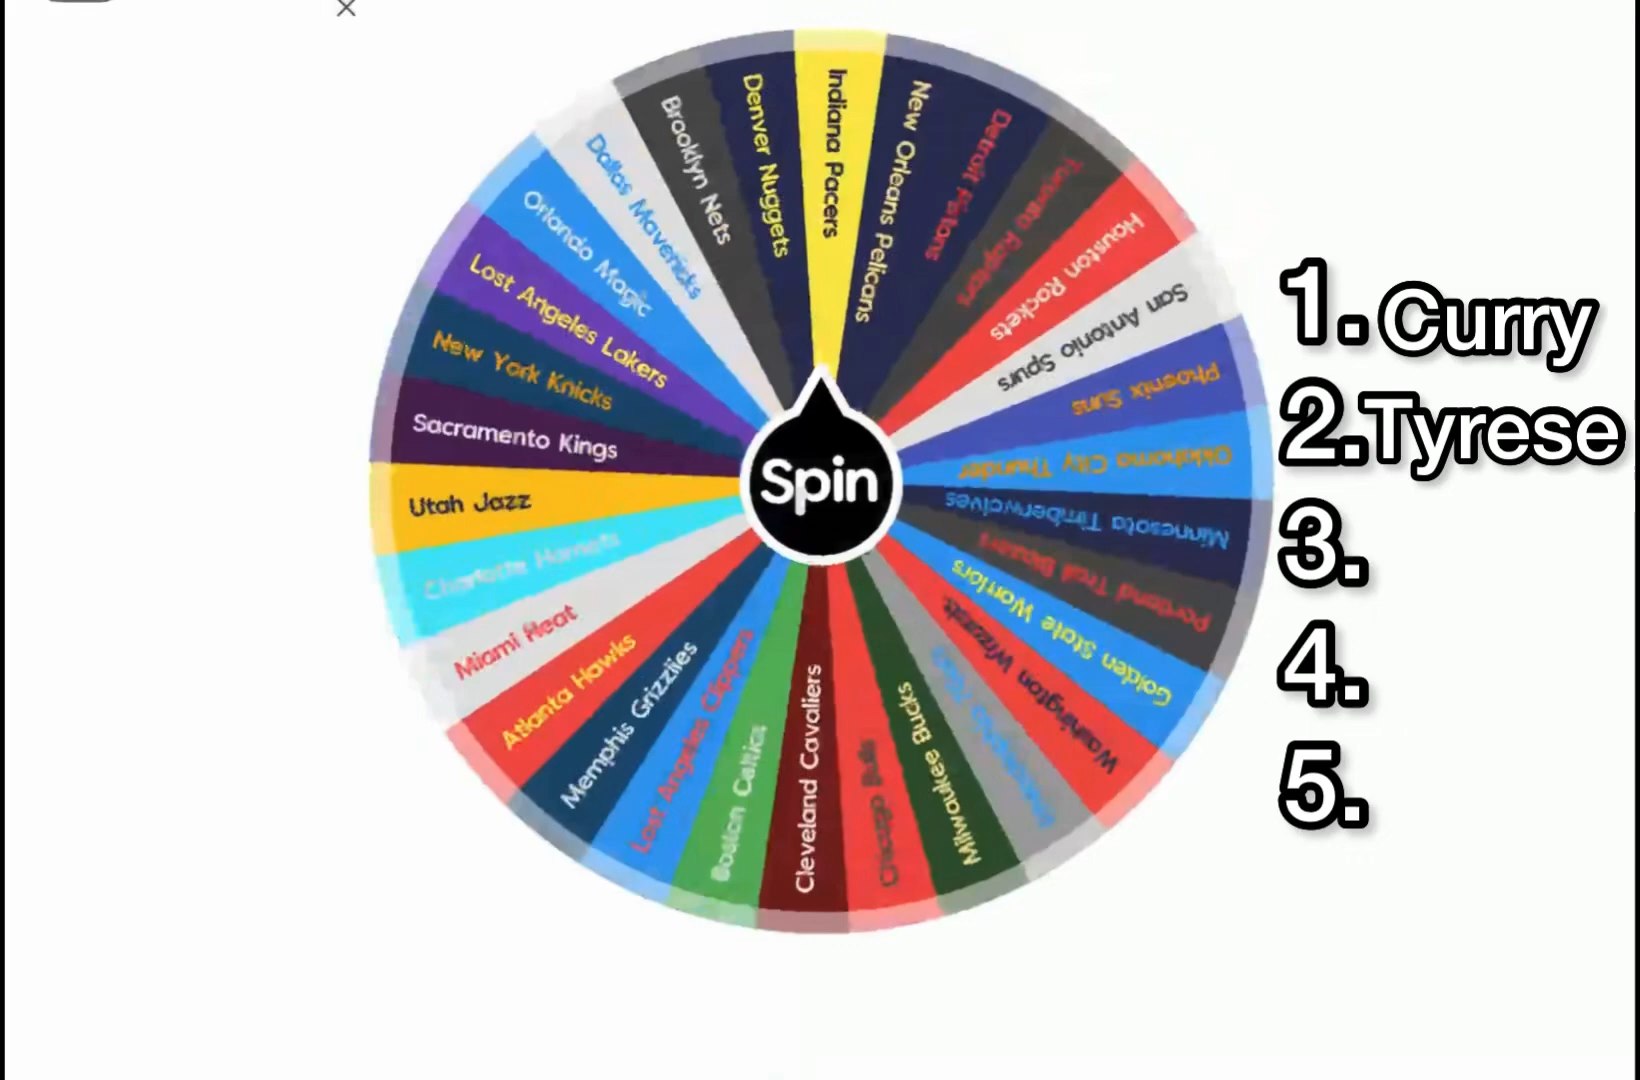 Indiana Pacers
New Orleans Pelicans
Detroit Pistons
Toronto Raptors
Houston Rockets
San Antonio Spurs
Phoenix Suns
Oklahoma City Thunder
Minnesota Timberwolves
Portland Trail Blazers
Golden State Warriors
Washington Wizards
Milwaukee Bucks
Chicago Bulls
Cleveland Cavaliers
Boston Celtics
Lost Angeles Clippers
Memphis Grizzlies
Atlanta Hawks
Miami Heat
Charlotte Hornets
Utah Jazz
Sacramento Kings
New York Knicks
Lost Angeles Lakers
Orlando Magic
Dallas Mavericks
Brooklyn Nets
Denver Nuggets
Spin
1. Curry
2. Tyrese
3.
4.
5.